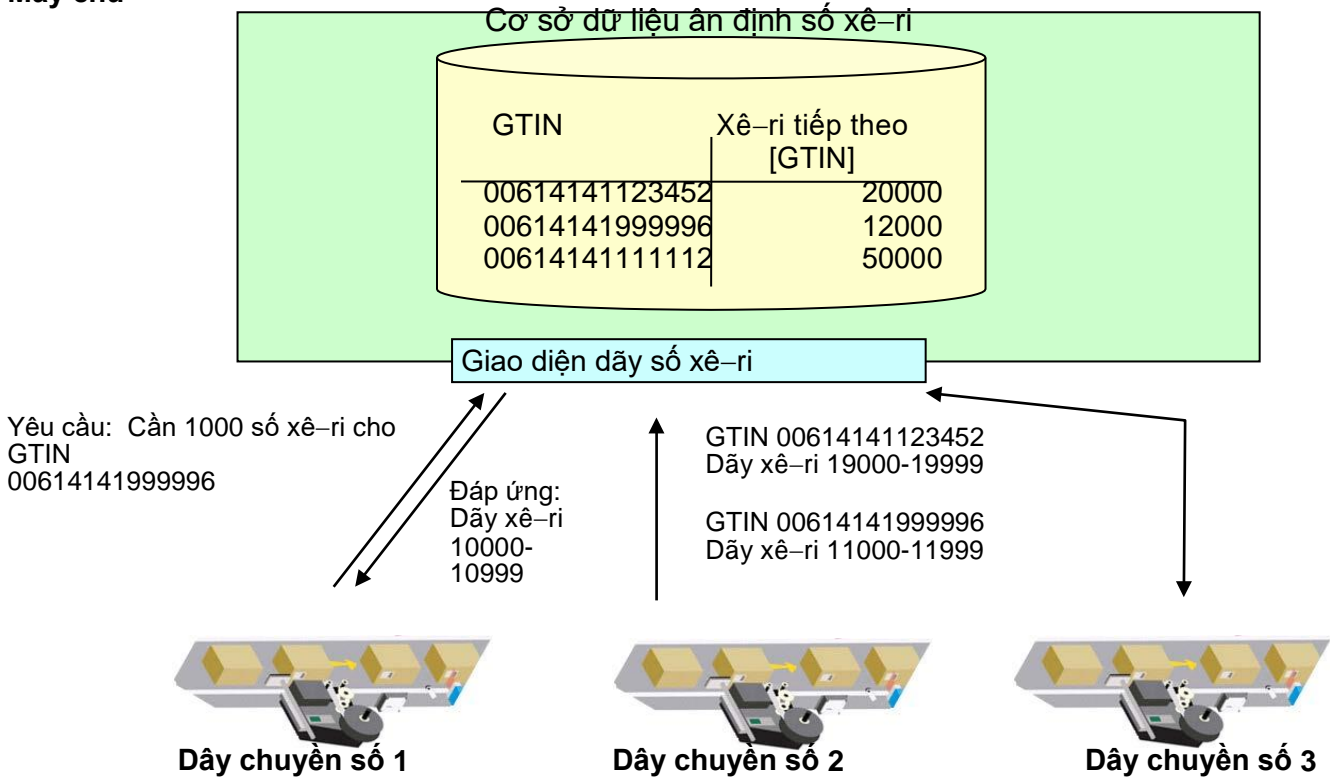 Máy chủ
Cơ sở dữ liệu ân định số xê–ri
GTIN Xê–ri tiếp theo
[GTIN]
00614141123452 20000
00614141999996 12000
00614141111112 50000
Giao diện dãy số xê–ri
Yêu cầu: Cần 1000 số xê–ri cho
GTIN
00614141999996
Đáp ứng:
Dãy xê–ri
10000-
10999
GTIN 00614141123452
Dãy xê–ri 19000-19999
GTIN 00614141999996
Dãy xê–ri 11000-11999
Dây chuyền số 1
Dây chuyền số 2
Dây chuyền số 3